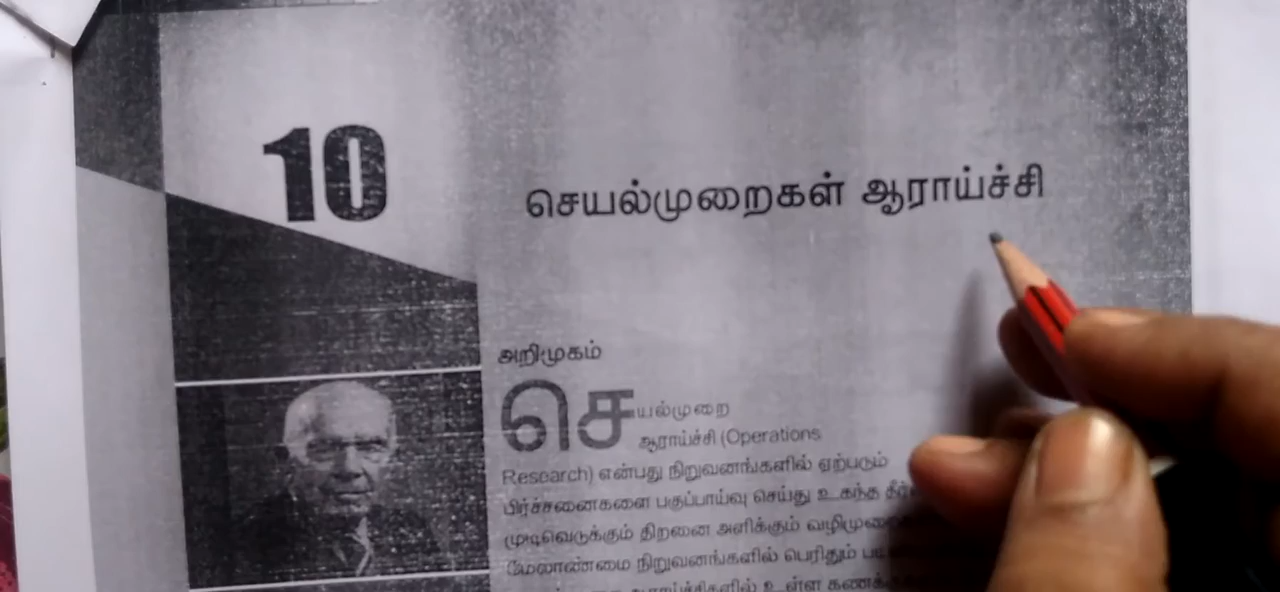 10
செயல்முறைகள் ஆராய்ச்சி
அறிமுகம்
செயல்முறை
ஆராய்ச்சி (Operations
Research) என்பது நிறுவனங்களில் ஏற்படும்
பிரச்சனைகளை பகுப்பாய்வு செய்து உகந்த
முடிவெடுக்கும் திறனை அளிக்கும்
மேலாண்மை நிறுவனங்களில் பெரிதும்
உள்ள